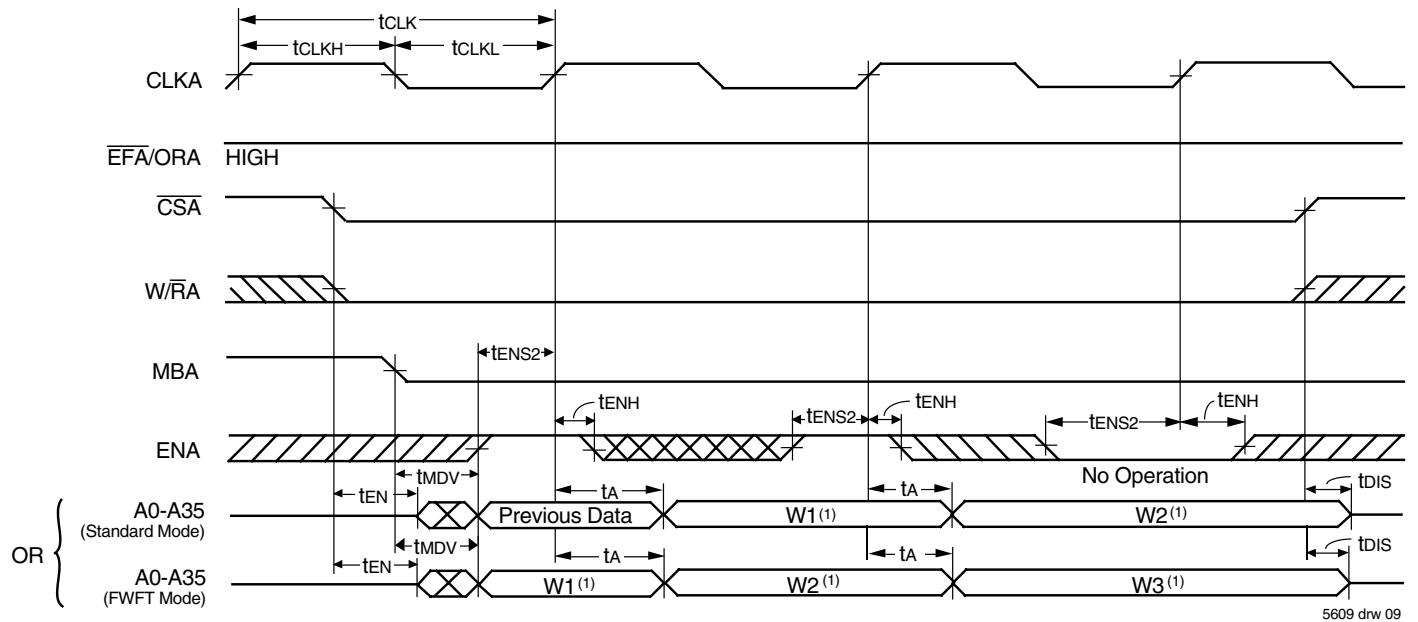 tCLK
tCLKH
tCLKL
CLKA
EFA/ORA HIGH
CSA
W/RA
MBA
tENS2
tENH
tENS2
tENH
tENS2
tENH
ENA
No Operation
tMDV
tEN
tA
tA
tDIS
A0-A35
(Standard Mode)
Previous Data
W1(1)
W2(1)
OR
tMDV
tEN
tA
tA
tDIS
A0-A35
(FWFT Mode)
W1(1)
W2(1)
W3(1)
5609 drw 09